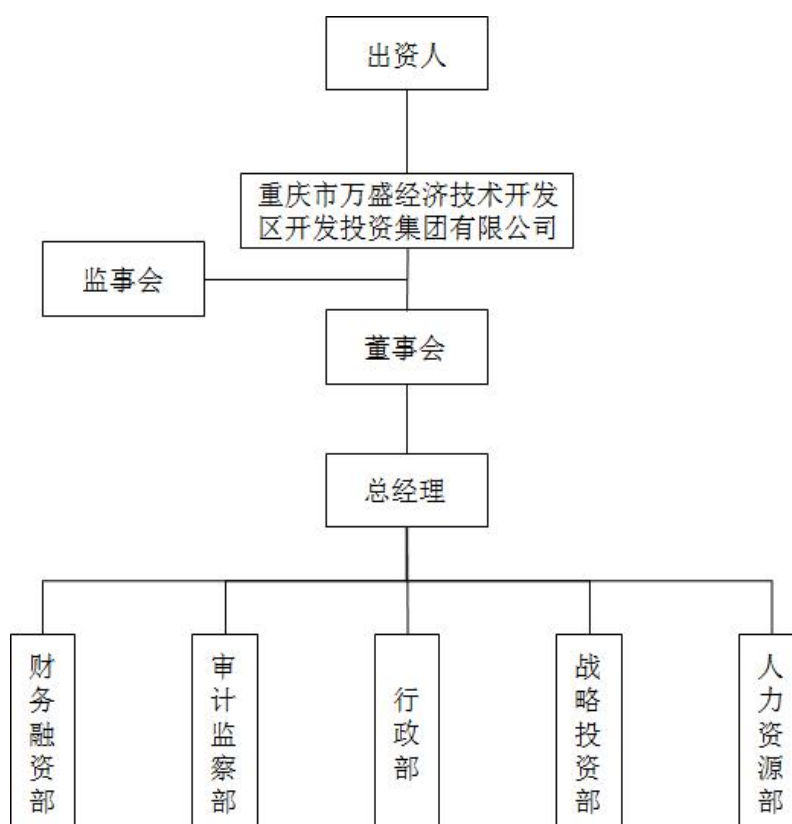 出资人
重庆市万盛经济技术开发
区开发投资集团有限公司
监事会
董事会
总经理
财务融资部
审计监察部
行政部
战略投资部
人力资源部